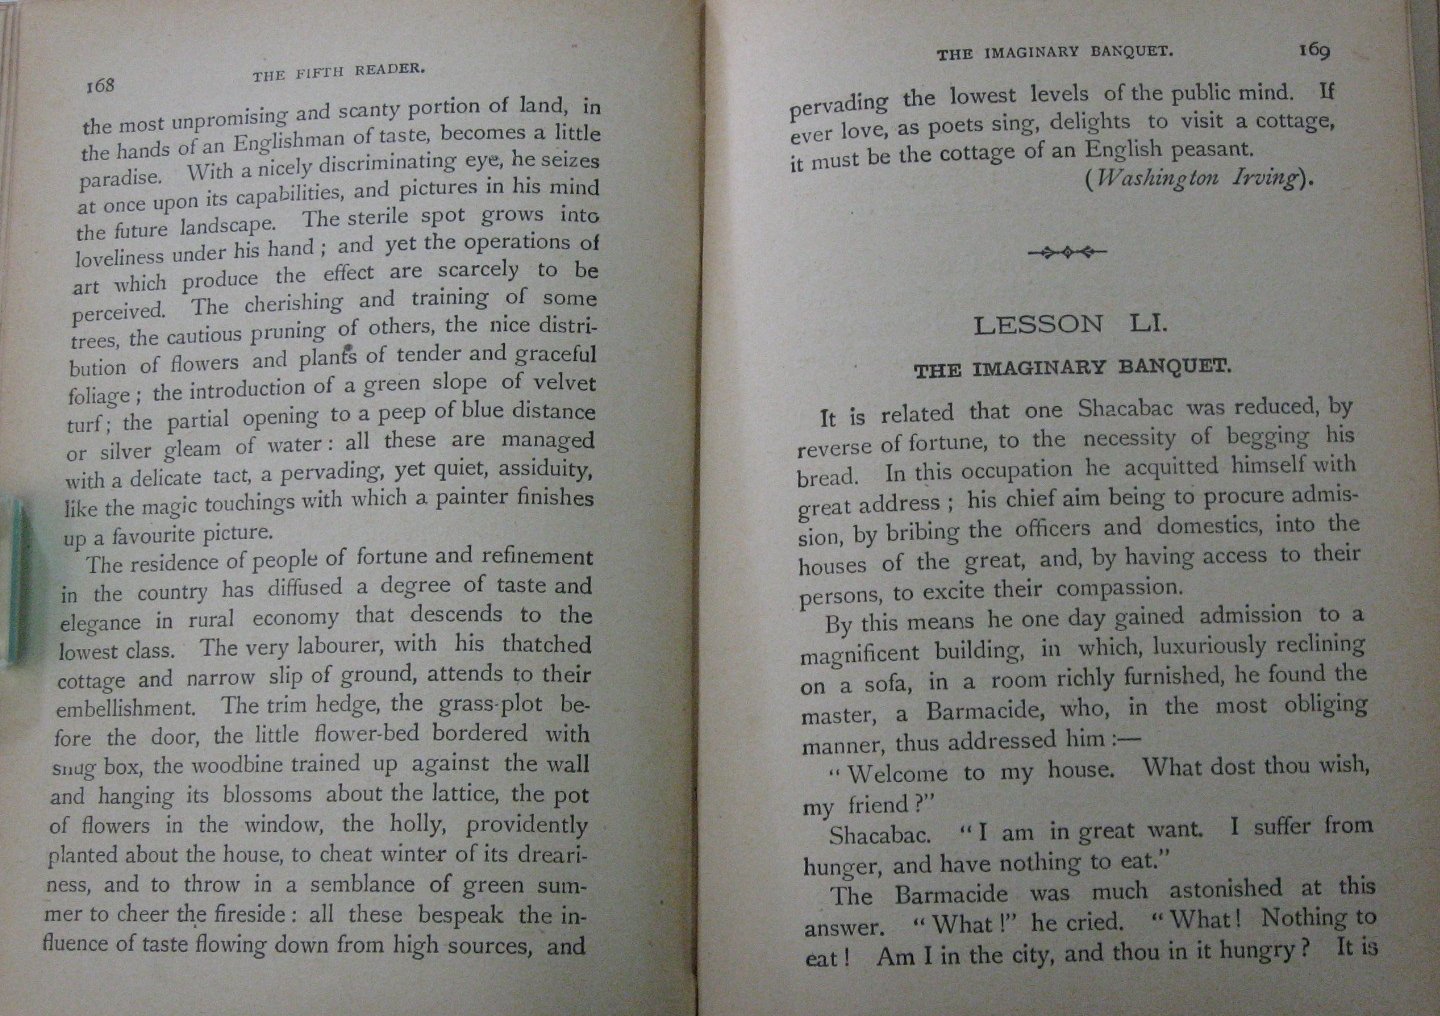 168
THE FIFTH READER.
the most unpromising and scanty portion of land, in
the hands of an Englishman of taste, becomes a little
paradise. With a nicely discriminating eye, he seizes
at once upon its capabilities, and pictures in his mind
the future landscape. The sterile spot grows into
loveliness under his hand; and yet the operations of
art which produce the effect are scarcely to be
perceived. The cherishing and training of some
trees, the cautious pruning of others, the nice distri-
bution of flowers and plants of tender and graceful
foliage; the introduction of a green slope of velvet
turf; the partial opening to a peep of blue distance
or silver gleam of water: all these are managed
with a delicate tact, a pervading, yet quiet, assiduity,
like the magic touchings with which a painter finishes
up a favourite picture.
The residence of people of fortune and refinement
in the country has diffused a degree of taste and
elegance in rural economy that descends to the
lowest class. The very labourer, with his thatched
cottage and narrow slip of ground, attends to their
embellishment. The trim hedge, the grass-plot be-
fore the door, the little flower-bed bordered with
snug box, the woodbine trained up against the wall
and hanging its blossoms about the lattice, the pot
of flowers in the window, the holly, providently
planted about the house, to cheat winter of its dreari-
ness, and to throw in a semblance of green sum-
mer to cheer the fireside: all these bespeak the in-
fluence of taste flowing down from high sources, and
THE IMAGINARY BANQUET.
169
pervading the lowest levels of the public mind. If
ever love, as poets sing, delights to visit a cottage,
it must be the cottage of an English peasant.
(Washington Irving).
LESSON LI.
THE IMAGINARY BANQUET.
It is related that one Shacabac was reduced, by
reverse of fortune, to the necessity of begging his
bread. In this occupation he acquitted himself with
great address; his chief aim being to procure admis-
sion, by bribing the officers and domestics, into the
houses of the great, and, by having access to their
persons, to excite their compassion.
By this means he one day gained admission to a
magnificent building, in which, luxuriously reclining
on a sofa, in a room richly furnished, he found the
master, a Barmacide, who, in the most obliging
manner, thus addressed him:—
"Welcome to my house. What dost thou wish,
my friend?"
Shacabac. "I am in great want. I suffer from
hunger, and have nothing to eat."
The Barmacide was much astonished at this
answer. "What!" he cried. "What! Nothing to
eat! Am I in the city, and thou in it hungry? It is